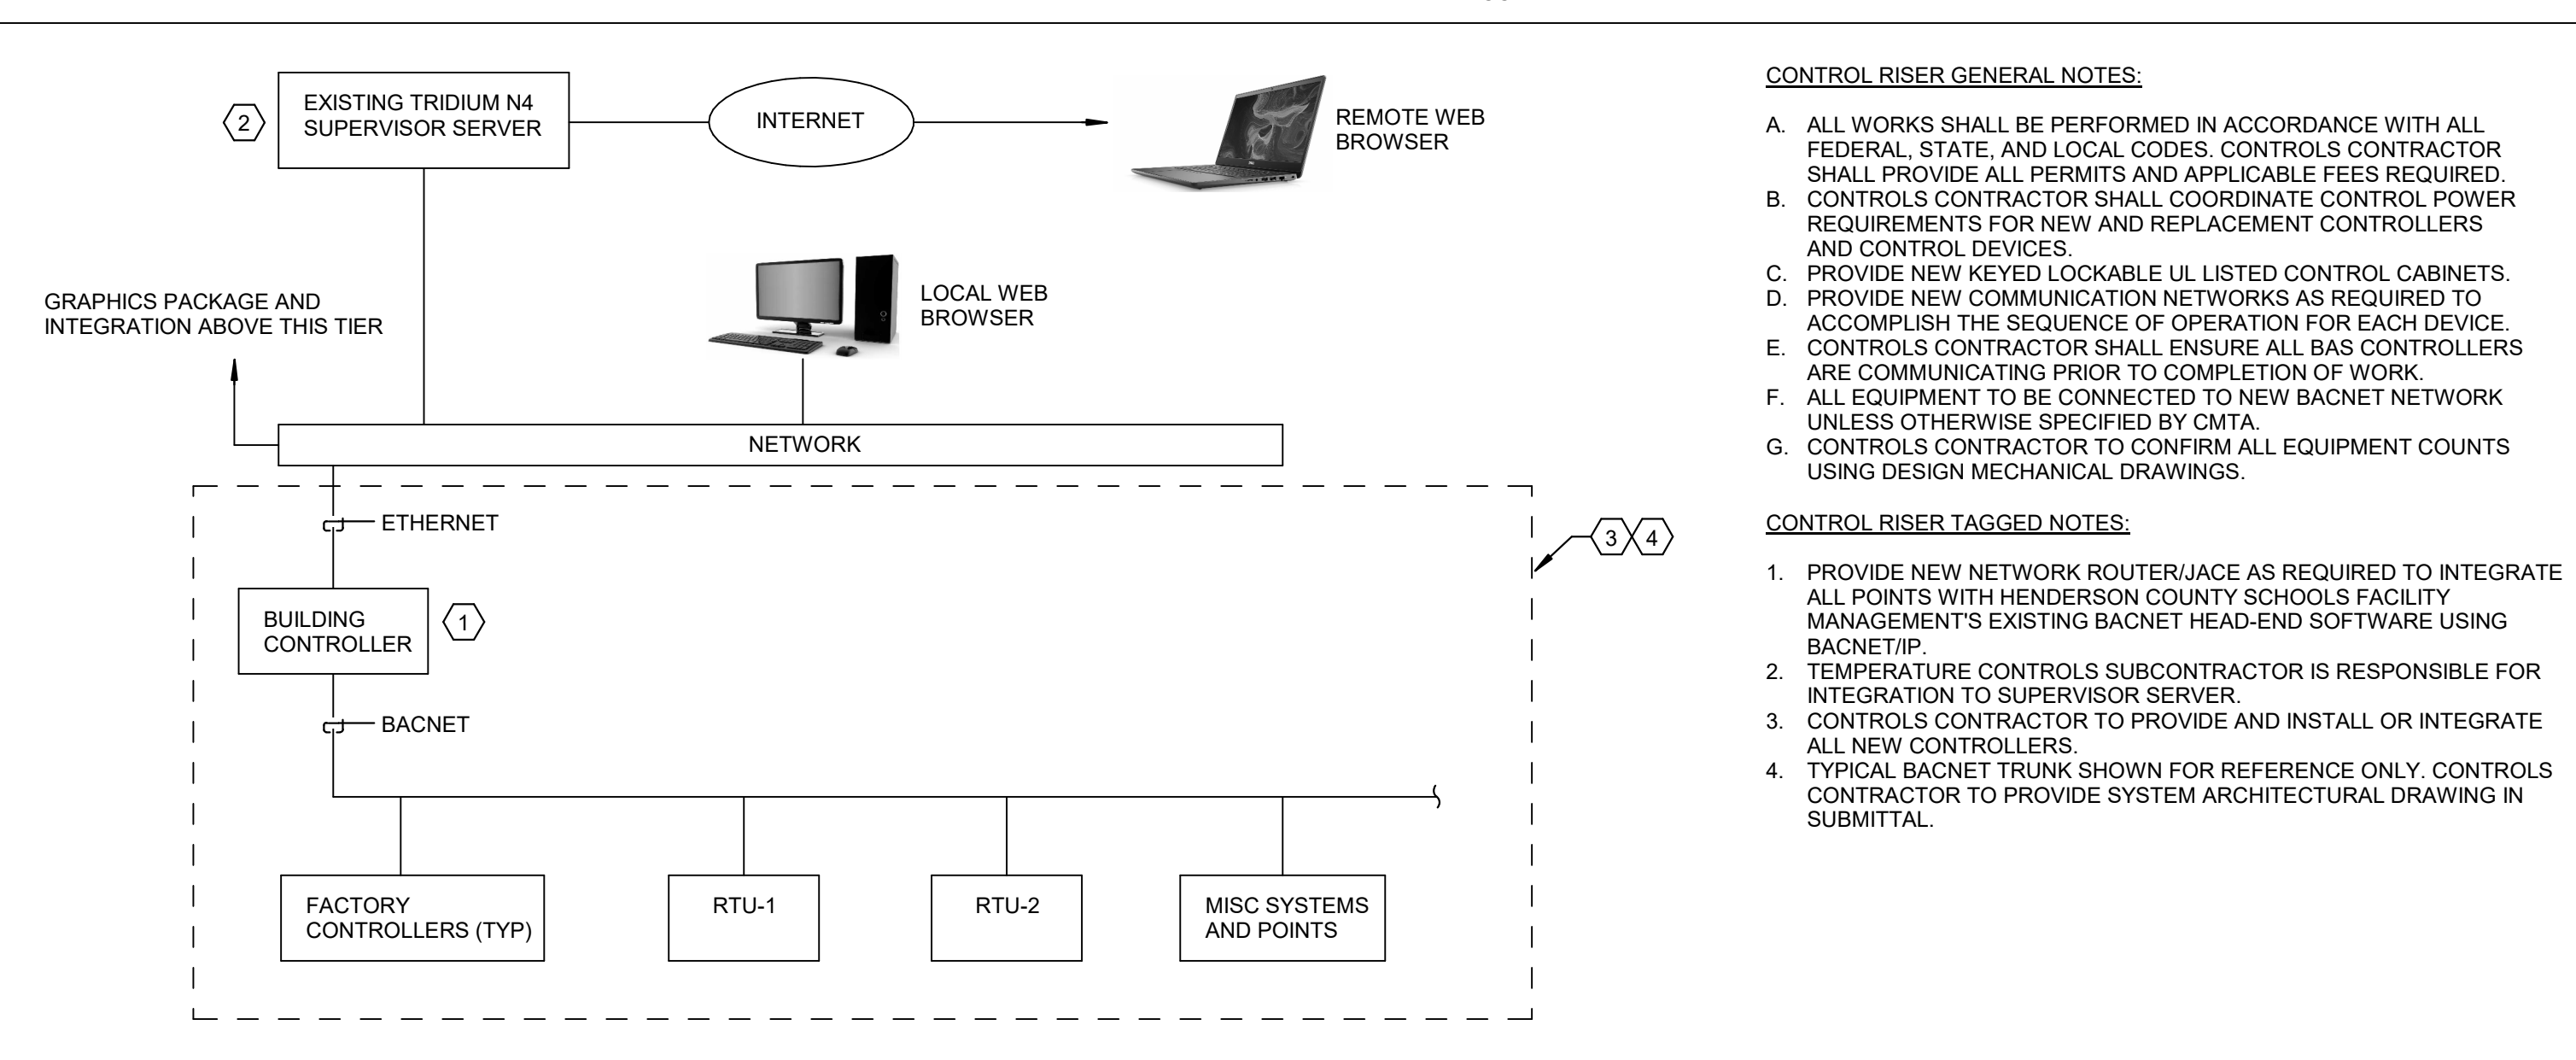 EXISTING TRIDIUM N4
SUPERVISOR SERVER
2
INTERNET
REMOTE WEB
BROWSER
LOCAL WEB
BROWSER
GRAPHICS PACKAGE AND
INTEGRATION ABOVE THIS TIER
NETWORK
ETHERNET
3
4
BUILDING
CONTROLLER
1
BACNET
FACTORY
CONTROLLERS (TYP)
RTU-1
RTU-2
MISC SYSTEMS
AND POINTS
CONTROL RISER GENERAL NOTES:
A. ALL WORKS SHALL BE PERFORMED IN ACCORDANCE WITH ALL
FEDERAL, STATE, AND LOCAL CODES. CONTROLS CONTRACTOR
SHALL PROVIDE ALL PERMITS AND APPLICABLE FEES REQUIRED.
B. CONTROLS CONTRACTOR SHALL COORDINATE CONTROL POWER
REQUIREMENTS FOR NEW AND REPLACEMENT CONTROLLERS
AND CONTROL DEVICES.
C. PROVIDE NEW KEYED LOCKABLE UL LISTED CONTROL CABINETS.
D. PROVIDE NEW COMMUNICATION NETWORKS AS REQUIRED TO
ACCOMPLISH THE SEQUENCE OF OPERATION FOR EACH DEVICE.
E. CONTROLS CONTRACTOR SHALL ENSURE ALL BAS CONTROLLERS
ARE COMMUNICATING PRIOR TO COMPLETION OF WORK.
F. ALL EQUIPMENT TO BE CONNECTED TO NEW BACNET NETWORK
UNLESS OTHERWISE SPECIFIED BY CMTA.
G. CONTROLS CONTRACTOR TO CONFIRM ALL EQUIPMENT COUNTS
USING DESIGN MECHANICAL DRAWINGS.
CONTROL RISER TAGGED NOTES:
1. PROVIDE NEW NETWORK ROUTER/JACE AS REQUIRED TO INTEGRATE
ALL POINTS WITH HENDERSON COUNTY SCHOOLS FACILITY
MANAGEMENT'S EXISTING BACNET HEAD-END SOFTWARE USING
BACNET/IP.
2. TEMPERATURE CONTROLS SUBCONTRACTOR IS RESPONSIBLE FOR
INTEGRATION TO SUPERVISOR SERVER.
3. CONTROLS CONTRACTOR TO PROVIDE AND INSTALL OR INTEGRATE
ALL NEW CONTROLLERS.
4. TYPICAL BACNET TRUNK SHOWN FOR REFERENCE ONLY. CONTROLS
CONTRACTOR TO PROVIDE SYSTEM ARCHITECTURAL DRAWING IN
SUBMITTAL.